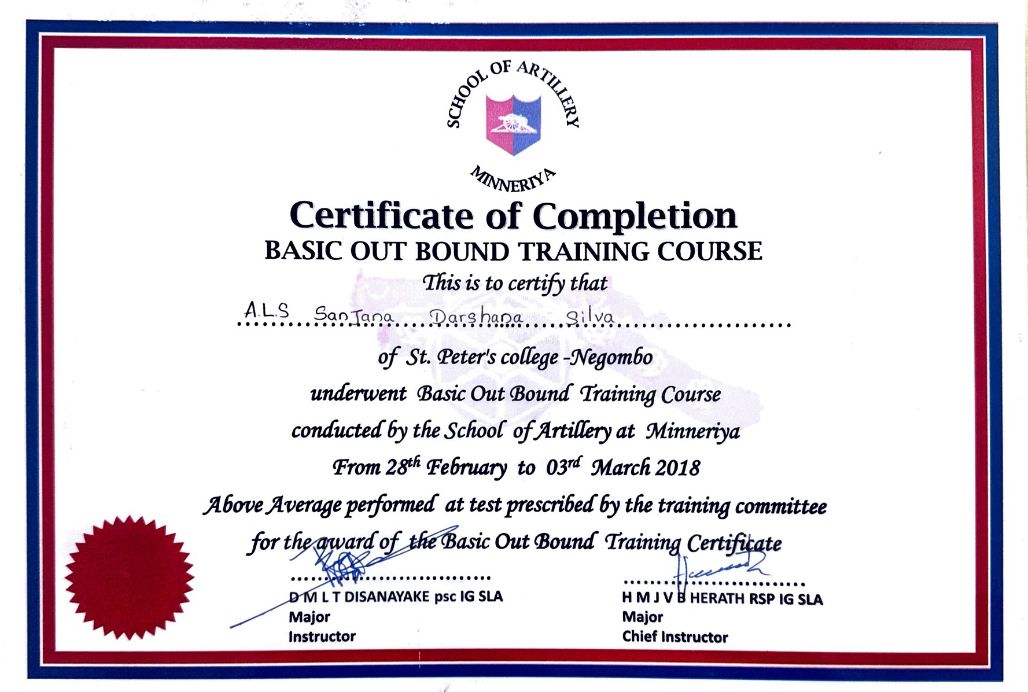 SCHOOL OF ARTILLERY
MINNERIYA
Certificate of Completion
BASIC OUT BOUND TRAINING COURSE
This is to certify that
A.L.S Sanjana Darshana Silva
of St. Peter's college -Negombo
underwent Basic Out Bound Training Course
conducted by the School of Artillery at Minneriya
From 28th February to 03rd March 2018
Above Average performed at test prescribed by the training committee
for the award of the Basic Out Bound Training Certificate
D M L T DISANAYAKE psc IG SLA
Major
Instructor
H M J V B HERATH RSP IG SLA
Major
Chief Instructor